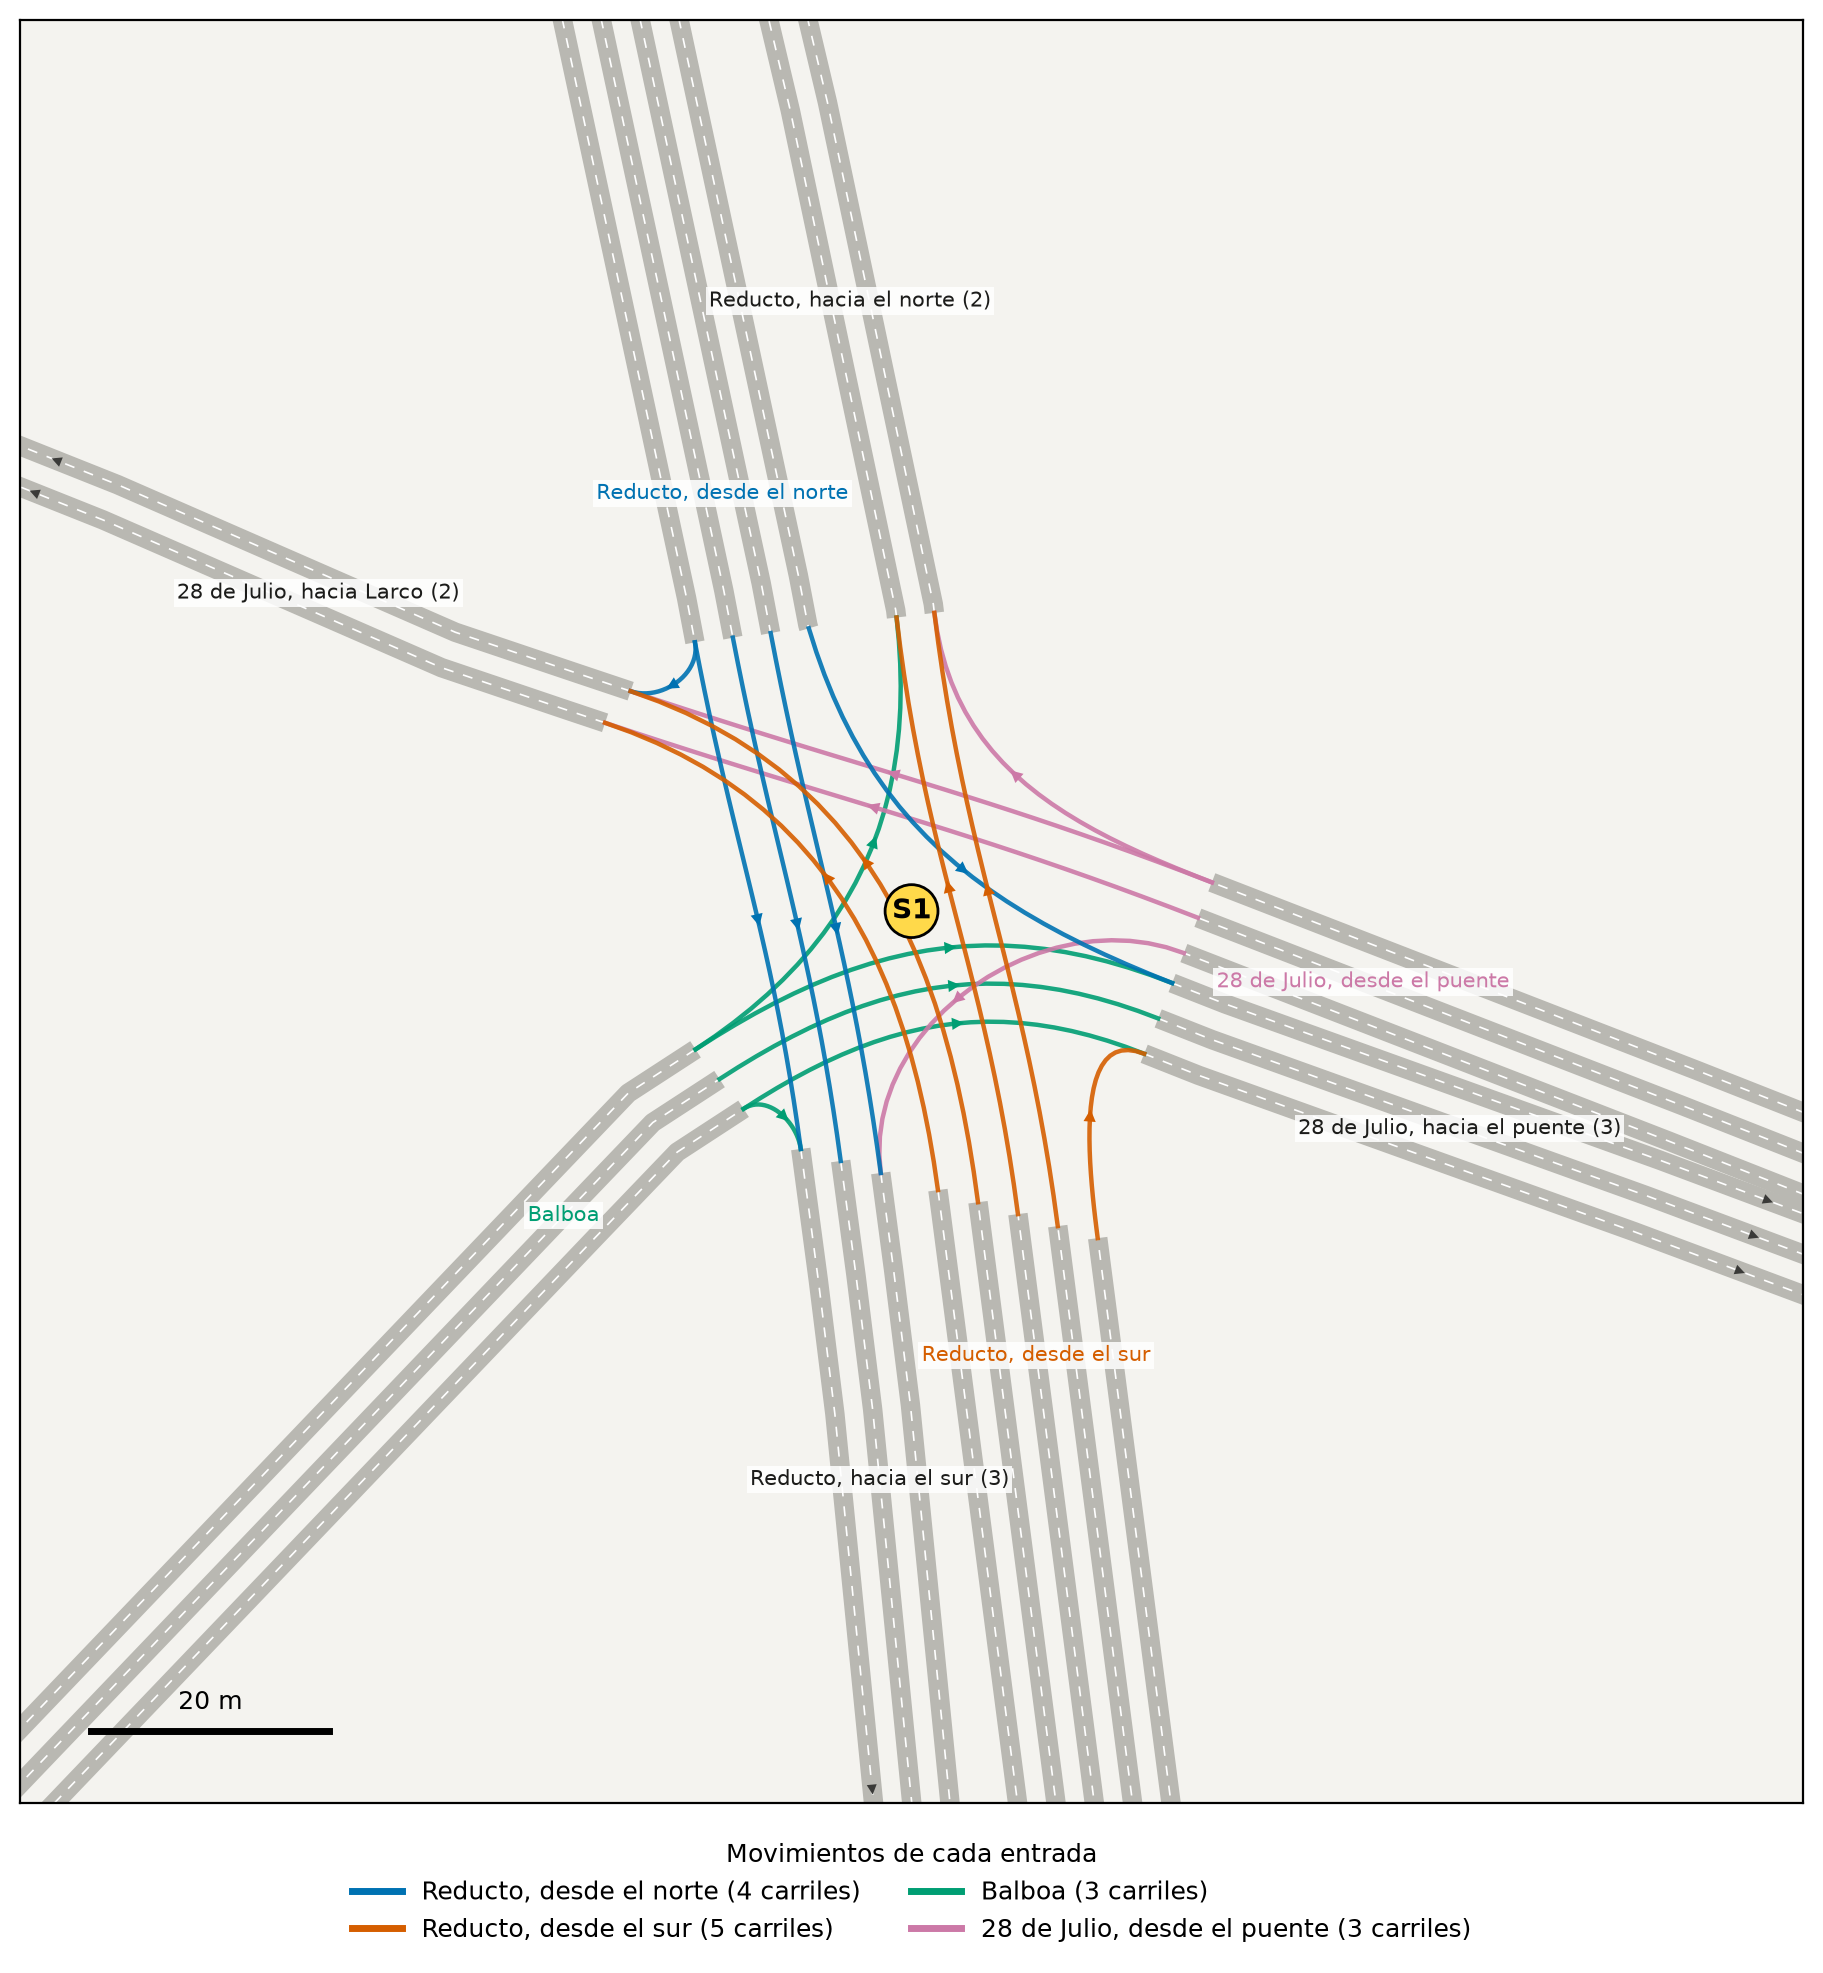 Reducto, hacia el norte (2)
Reducto, desde el norte
28 de Julio, hacia Larco (2)
S1
28 de Julio, desde el puente
28 de Julio, hacia el puente (3)
Balboa
Reducto, desde el sur
Reducto, hacia el sur (3)
20 m
Movimientos de cada entrada
Reducto, desde el norte (4 carriles)
Reducto, desde el sur (5 carriles)
Balboa (3 carriles)
28 de Julio, desde el puente (3 carriles)